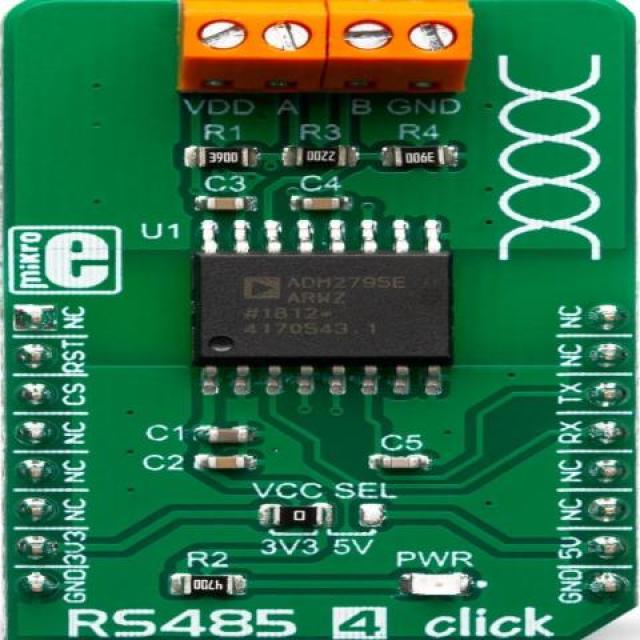 VDD A B GND
R1 R3 R4
3900 0022 006E
C3 C4
U1
mikro e
ADM2795E
ARWZ
#1812
4170543.1
NC NC
RST NC
CS TX
NC RX
NC NC
NC NC
3V3 5V
GND GND
C1
C2 C5
VCC SEL
0
3V3 5V
R2 PWR
4700
RS485 4 click